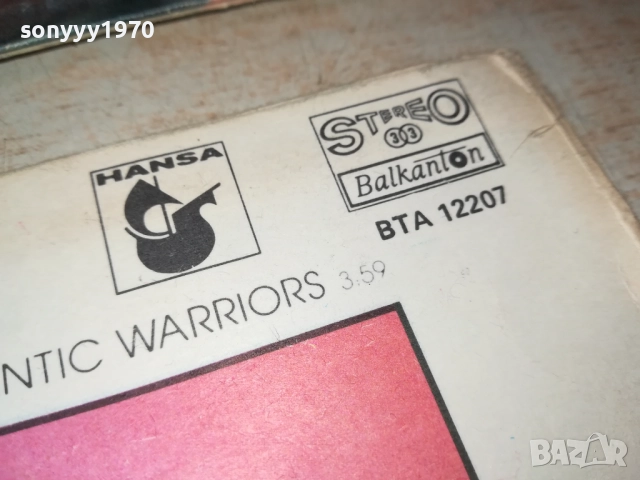 sonyyy1970
HANSA
STEREO
33
Balkanton
BTA 12207
NTIC WARRIORS 3:59
BAZAR